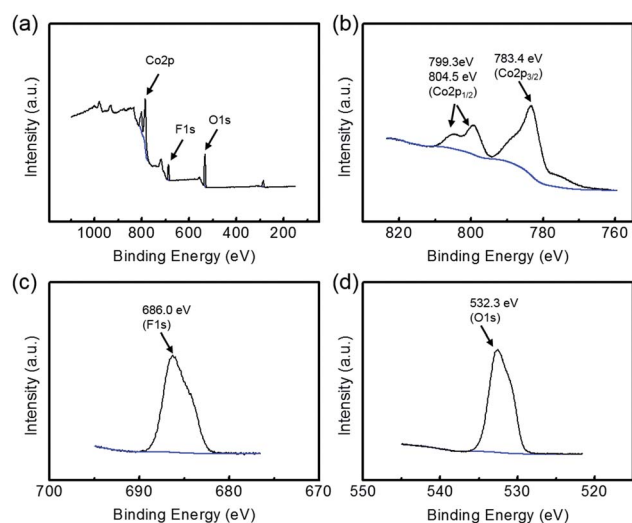 (a)
Intensity (a.u.)
Co2p
F1s
O1s
1000 800 600 400 200
Binding Energy (eV)
(b)
Intensity (a.u.)
799.3eV
804.5 eV
(Co2p1/2)
783.4 eV
(Co2p3/2)
820 800 780 760
Binding Energy (eV)
(c)
Intensity (a.u.)
686.0 eV
(F1s)
700 690 680 670
Binding Energy (eV)
(d)
Intensity (a.u.)
532.3 eV
(O1s)
550 540 530 520
Binding Energy (eV)